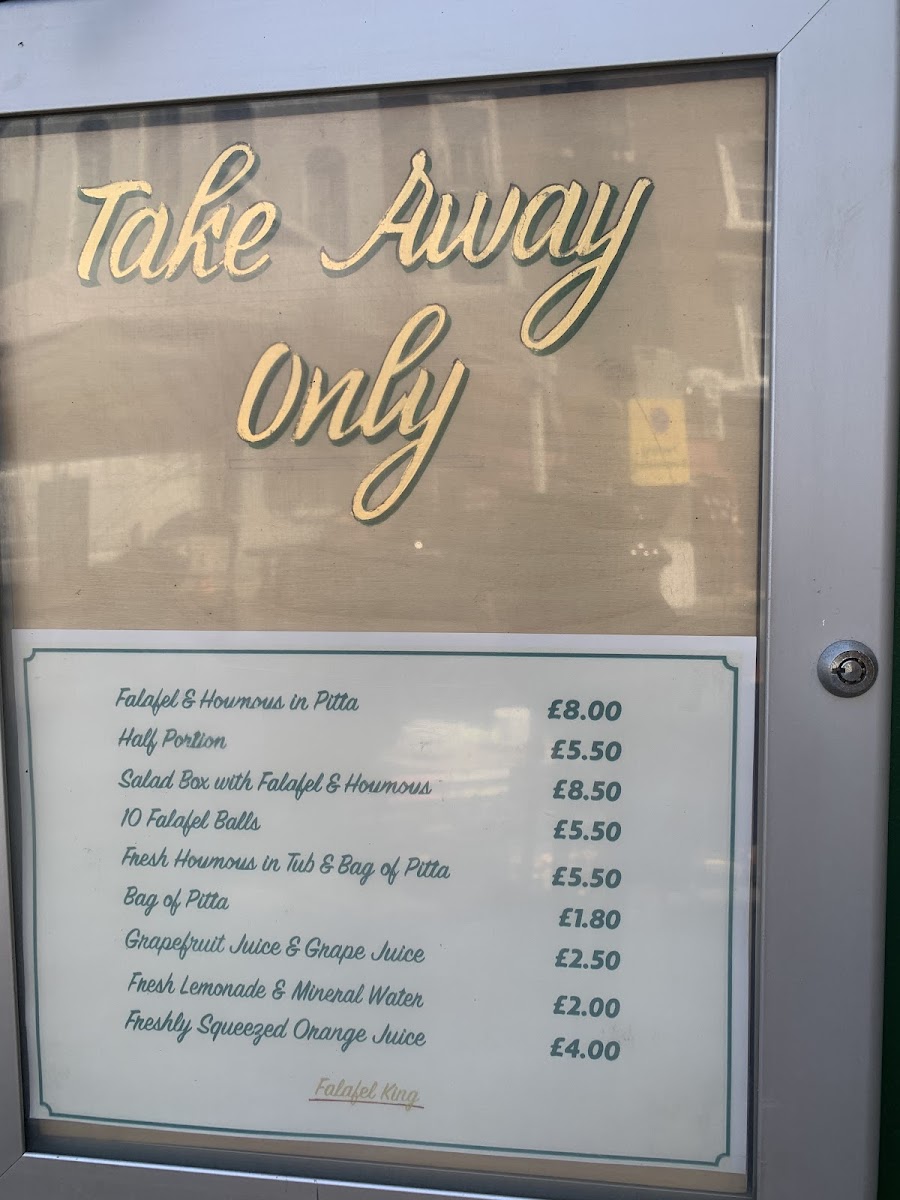 Take Away
Only
Falafel & Houmous in Pitta £8.00
Half Portion £5.50
Salad Box with Falafel & Houmous £8.50
10 Falafel Balls £5.50
Fresh Houmous in Tub & Bag of Pitta £5.50
Bag of Pitta £1.80
Grapefruit Juice & Grape Juice £2.50
Fresh Lemonade & Mineral Water £2.00
Freshly Squeezed Orange Juice £4.00
Falafel King